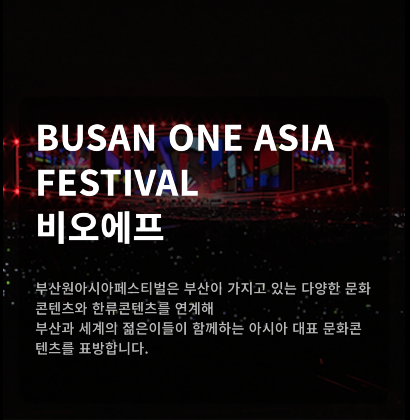 BUSAN ONE ASIA
FESTIVAL
비오에프
부산원아시아페스티벌은 부산이 가지고 있는 다양한 문화
콘텐츠와 한류콘텐츠를 연계해
부산과 세계의 젊은이들이 함께하는 아시아 대표 문화콘
텐츠를 표방합니다.